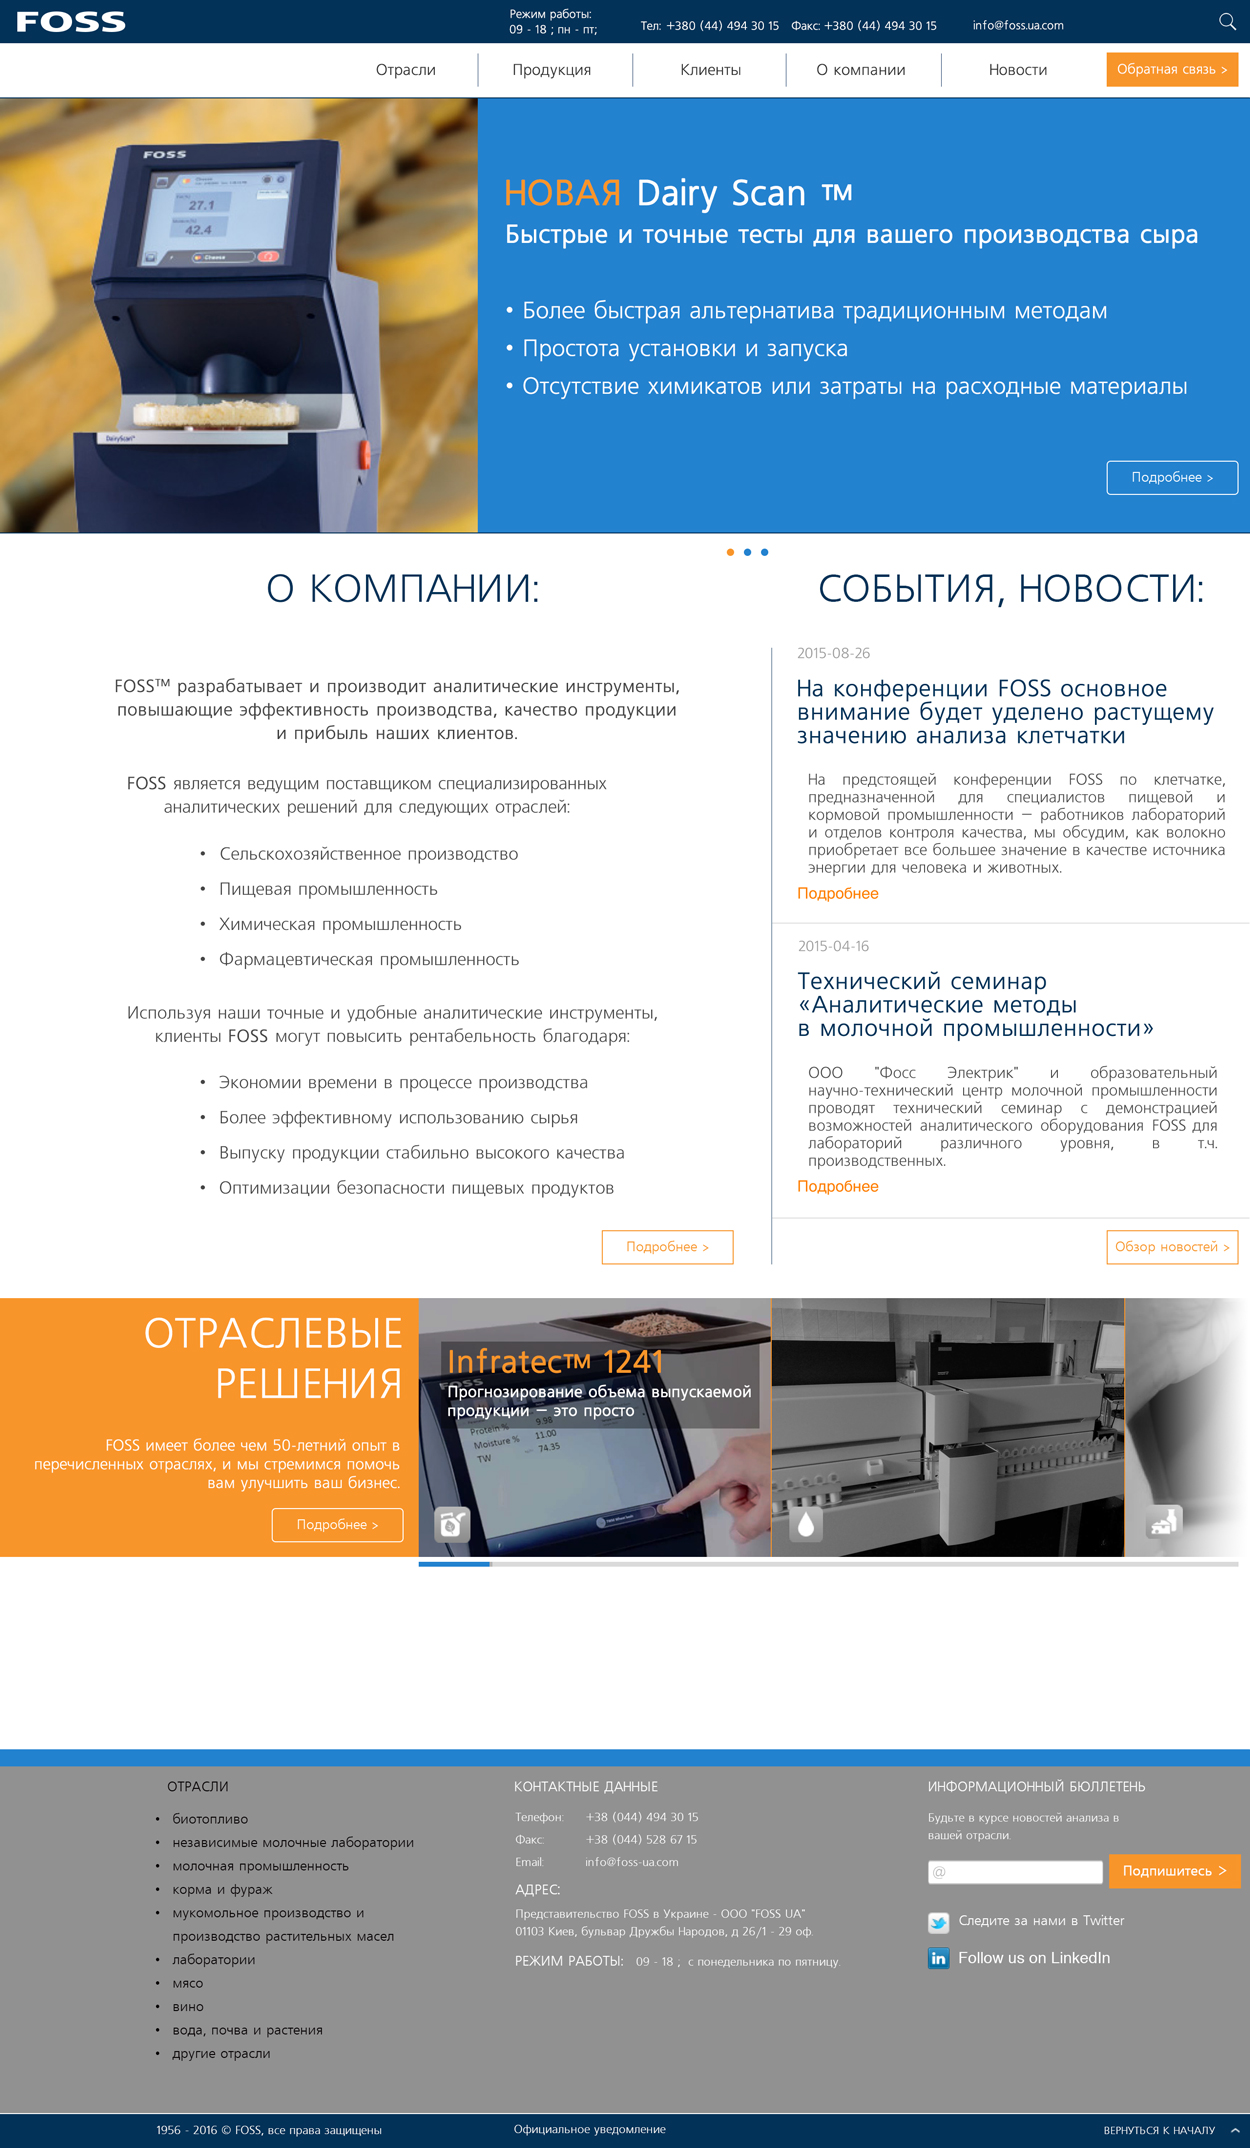 FOSS
Режим работы:
09 - 18 ; пн - пт;
Тел: +380 (44) 494 30 15 Факс: +380 (44) 494 30 15
info@foss.ua.com
Отрасли
Продукция
Клиенты
О компании
Новости
Обратная связь >
FOSS
27.1
42.4
Cheese
DairyScan™
НОВАЯ Dairy Scan ™
Быстрые и точные тесты для вашего производства сыра
• Более быстрая альтернатива традиционным методам
• Простота установки и запуска
• Отсутствие химикатов или затраты на расходные материалы
Подробнее >
О КОМПАНИИ:
FOSS™ разрабатывает и производит аналитические инструменты,
повышающие эффективность производства, качество продукции
и прибыль наших клиентов.
FOSS является ведущим поставщиком специализированных
аналитических решений для следующих отраслей:
• Сельскохозяйственное производство
• Пищевая промышленность
• Химическая промышленность
• Фармацевтическая промышленность
Используя наши точные и удобные аналитические инструменты,
клиенты FOSS могут повысить рентабельность благодаря:
• Экономии времени в процессе производства
• Более эффективному использованию сырья
• Выпуску продукции стабильно высокого качества
• Оптимизации безопасности пищевых продуктов
Подробнее >
СОБЫТИЯ, НОВОСТИ:
2015-08-26
На конференции FOSS основное
внимание будет уделено растущему
значению анализа клетчатки
На предстоящей конференции FOSS по клетчатке,
предназначенной для специалистов пищевой и
кормовой промышленности – работников лабораторий
и отделов контроля качества, мы обсудим, как волокно
приобретает все большее значение в качестве источника
энергии для человека и животных.
Подробнее
2015-04-16
Технический семинар
«Аналитические методы
в молочной промышленности»
ООО "Фосс Электрик" и образовательный
научно-технический центр молочной промышленности
проводят технический семинар с демонстрацией
возможностей аналитического оборудования FOSS для
лабораторий различного уровня, в т.ч.
производственных.
Подробнее
Обзор новостей >
ОТРАСЛЕВЫЕ
РЕШЕНИЯ
FOSS имеет более чем 50-летний опыт в
перечисленных отраслях, и мы стремимся помочь
вам улучшить ваш бизнес.
Подробнее >
Infratec™ 1241
FOSS
Прогнозирование объема выпускаемой
продукции – это просто
Protein % 9.98
Moisture % 11.00
TW 74.35
ОТРАСЛИ
• биотопливо
• независимые молочные лаборатории
• молочная промышленность
• корма и фураж
• мукомольное производство и
производство растительных масел
• лаборатории
• мясо
• вино
• вода, почва и растения
• другие отрасли
КОНТАКТНЫЕ ДАННЫЕ
Телефон: +38 (044) 494 30 15
Факс: +38 (044) 528 67 15
Email: info@foss-ua.com
АДРЕС:
Представительство FOSS в Украине - ООО "FOSS UA"
01103 Киев, бульвар Дружбы Народов, д 26/1 - 29 оф.
РЕЖИМ РАБОТЫ: 09 - 18 ; с понедельника по пятницу.
ИНФОРМАЦИОННЫЙ БЮЛЛЕТЕНЬ
Будьте в курсе новостей анализа в
вашей отрасли.
@
Подпишитесь >
Следите за нами в Twitter
in Follow us on LinkedIn
1956 - 2016 © FOSS, все права защищены
Официальное уведомление
ВЕРНУТЬСЯ К НАЧАЛУ